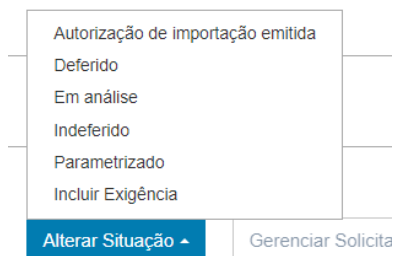 Autorização de importação emitida
Deferido
Em análise
Indeferido
Parametrizado
Incluir Exigência
Alterar Situação
Gerenciar Solicita